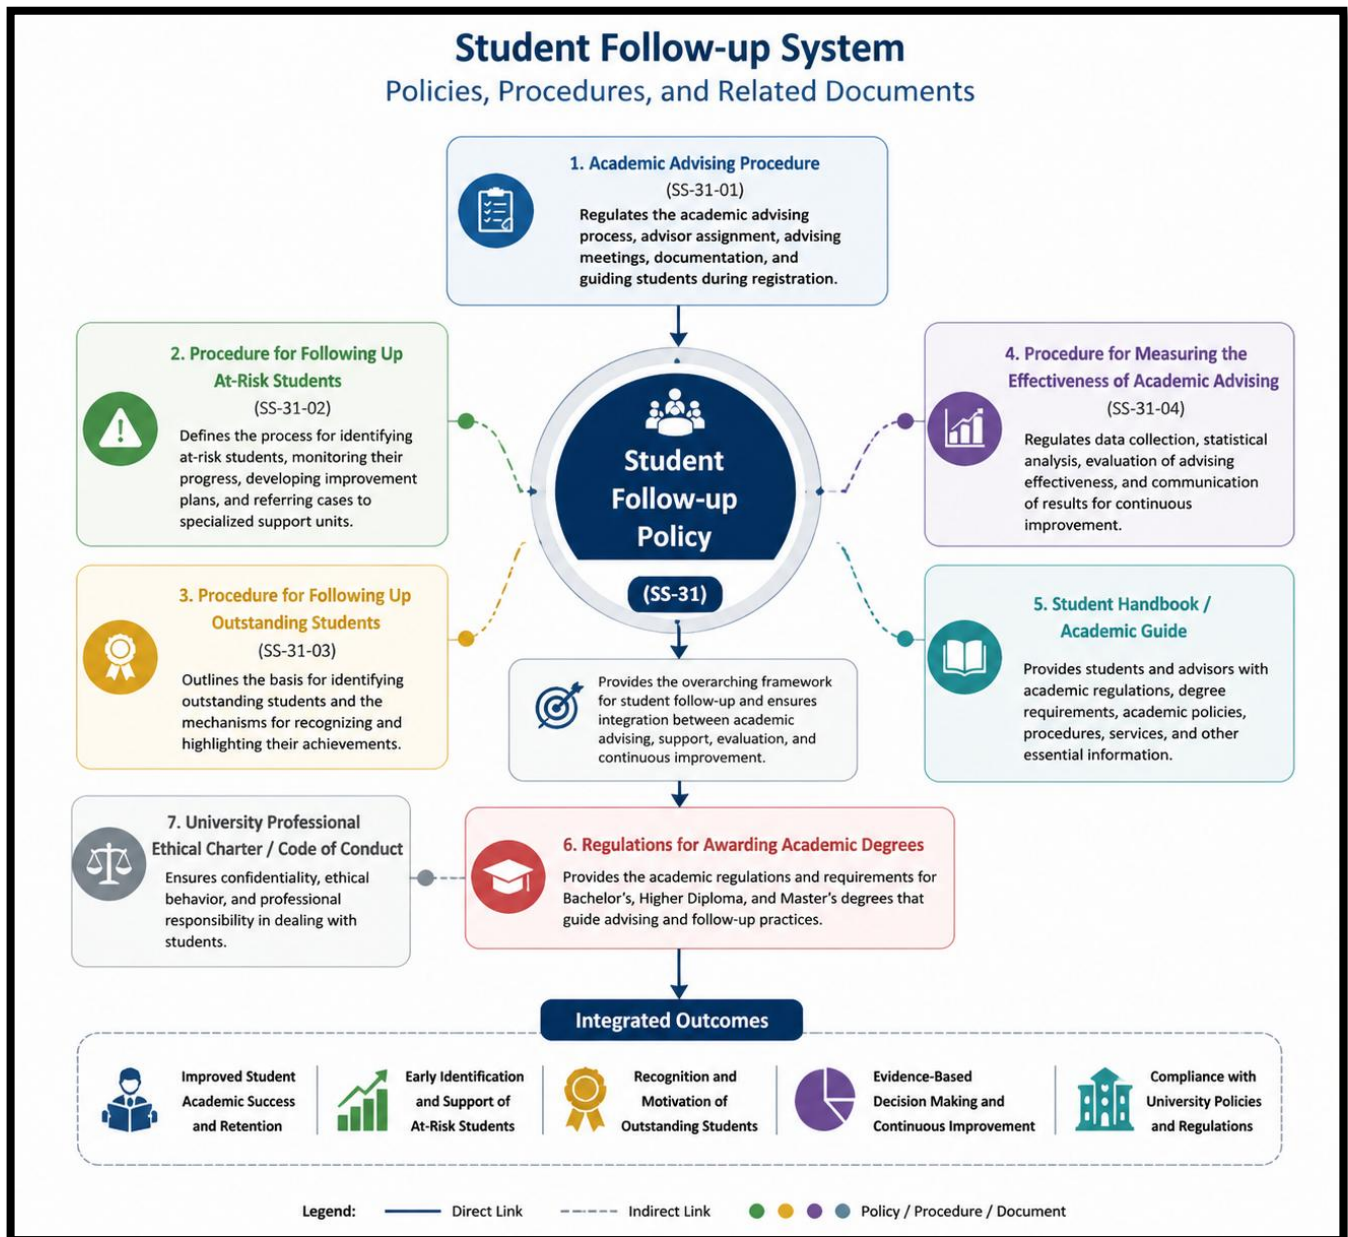 Student Follow-up System
Policies, Procedures, and Related Documents
1. Academic Advising Procedure
(SS-31-01)
Regulates the academic advising
process, advisor assignment, advising
meetings, documentation, and
guiding students during registration.
2. Procedure for Following Up
At-Risk Students
(SS-31-02)
Defines the process for identifying
at-risk students, monitoring their
progress, developing improvement
plans, and referring cases to
specialized support units.
Student
Follow-up
Policy
(SS-31)
4. Procedure for Measuring the
Effectiveness of Academic Advising
(SS-31-04)
Regulates data collection, statistical
analysis, evaluation of advising
effectiveness, and communication
of results for continuous
improvement.
3. Procedure for Following Up
Outstanding Students
(SS-31-03)
Outlines the basis for identifying
outstanding students and the
mechanisms for recognizing and
highlighting their achievements.
Provides the overarching framework
for student follow-up and ensures
integration between academic
advising, support, evaluation, and
continuous improvement.
5. Student Handbook /
Academic Guide
Provides students and advisors with
academic regulations, degree
requirements, academic policies,
procedures, services, and other
essential information.
7. University Professional
Ethical Charter / Code of Conduct
Ensures confidentiality, ethical
behavior, and professional
responsibility in dealing with
students.
6. Regulations for Awarding Academic Degrees
Provides the academic regulations and requirements for
Bachelor's, Higher Diploma, and Master's degrees that
guide advising and follow-up practices.
Integrated Outcomes
Improved Student
Academic Success
and Retention
Early Identification
and Support of
At-Risk Students
Recognition and
Motivation of
Outstanding Students
Evidence-Based
Decision Making and
Continuous Improvement
Compliance with
University Policies
and Regulations
Legend: Direct Link Indirect Link Policy / Procedure / Document